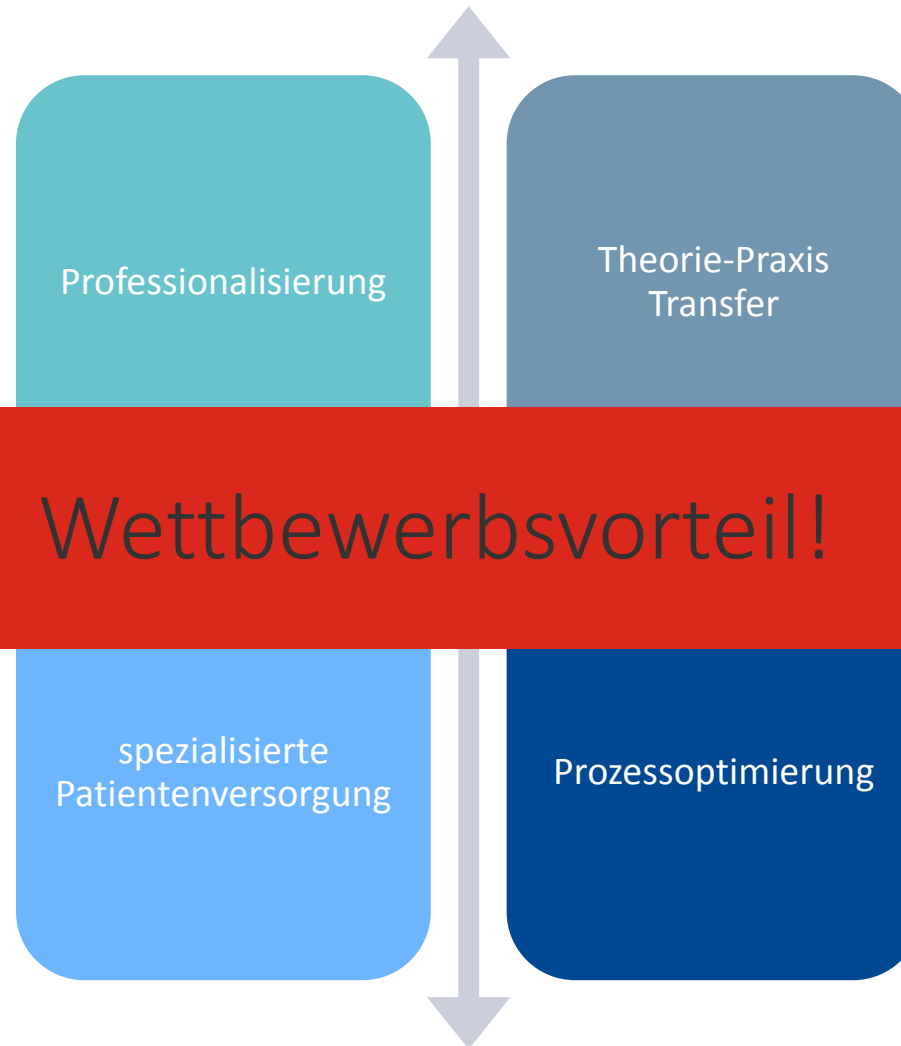 Professionalisierung
Theorie-Praxis
Transfer
Wettbewerbsvorteil!
spezialisierte
Patientenversorgung
Prozessoptimierung